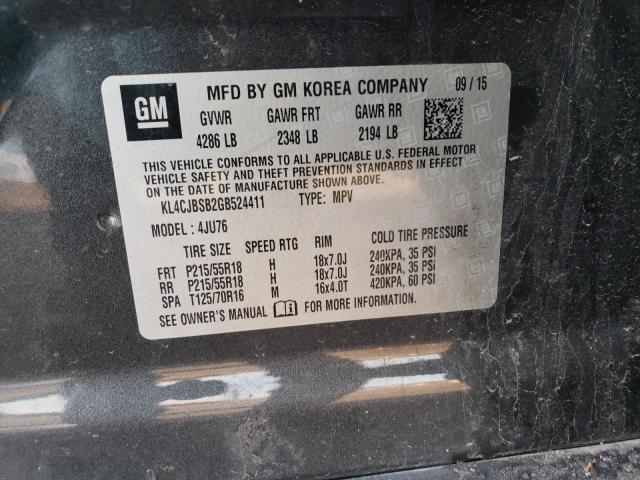 GM MFD BY GM KOREA COMPANY 09 / 15
GVWR GAWR FRT GAWR RR
4286 LB 2348 LB 2194 LB
THIS VEHICLE CONFORMS TO ALL APPLICABLE U.S. FEDERAL MOTOR
VEHICLE SAFETY AND THEFT PREVENTION STANDARDS IN EFFECT
ON THE DATE OF MANUFACTURE SHOWN ABOVE.
KL4CJBSB2GB524411 TYPE: MPV
MODEL : 4JU76
TIRE SIZE SPEED RTG RIM COLD TIRE PRESSURE
FRT P215/55R18 H 18x7.0J 240KPA, 35 PSI
RR P215/55R18 H 18x7.0J 240KPA, 35 PSI
SPA T125/70R16 M 16x4.0T 420KPA, 60 PSI
SEE OWNER'S MANUAL FOR MORE INFORMATION.